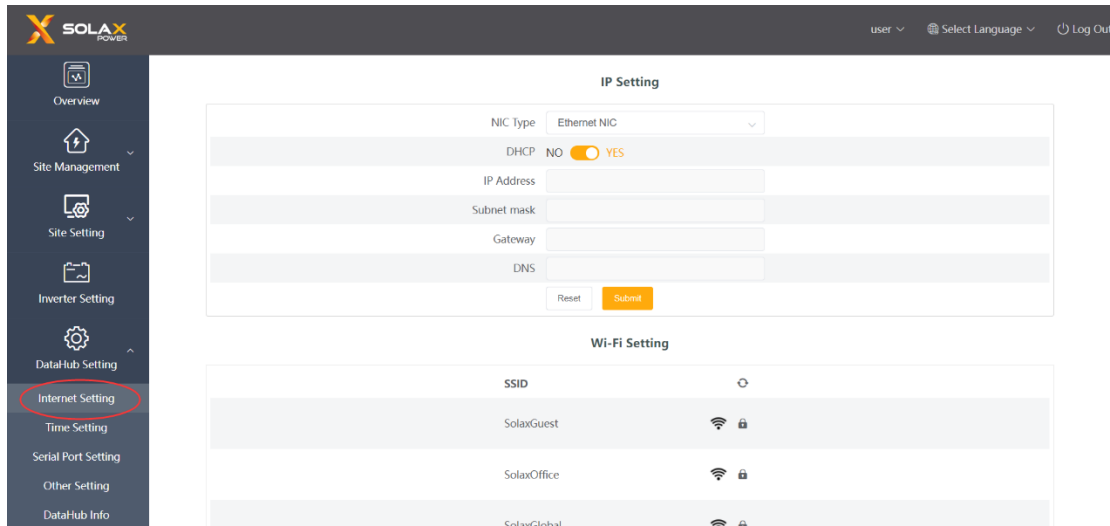 SOLAX
POWER
user
Select Language
Log Out
Overview
Site Management
Site Setting
Inverter Setting
DataHub Setting
Internet Setting
Time Setting
Serial Port Setting
Other Setting
DataHub Info
IP Setting
NIC Type Ethernet NIC
DHCP NO YES
IP Address
Subnet mask
Gateway
DNS
Reset Submit
Wi-Fi Setting
SSID
SolaxGuest
SolaxOffice
SolaxGlobal